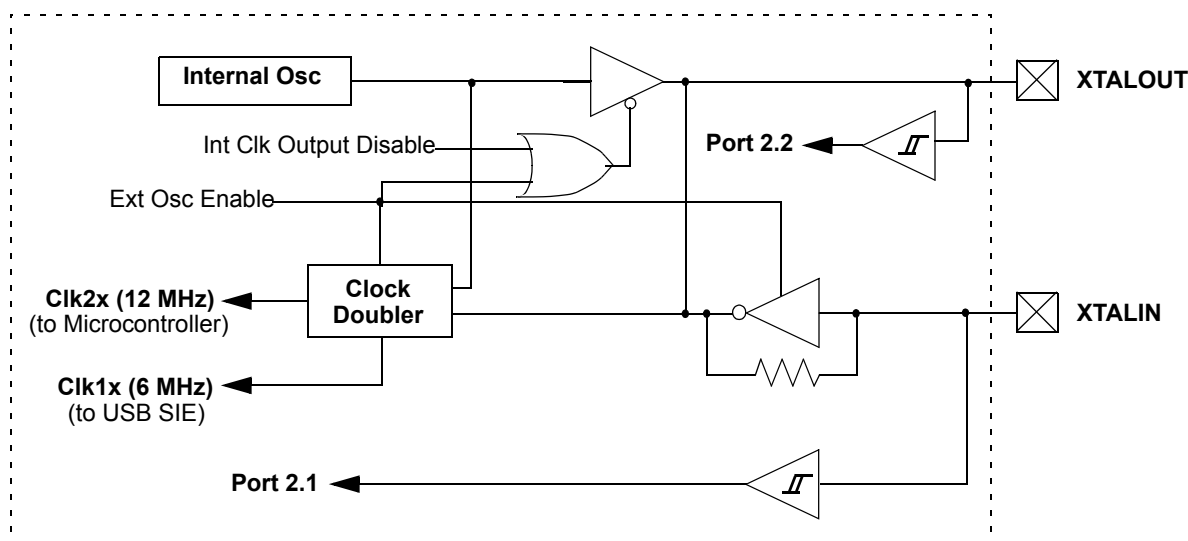 Internal Osc
XTALOUT
Int Clk Output Disable
Port 2.2
Ext Osc Enable
Clock
Doubler
Clk2x (12 MHz)
(to Microcontroller)
XTALIN
Clk1x (6 MHz)
(to USB SIE)
Port 2.1